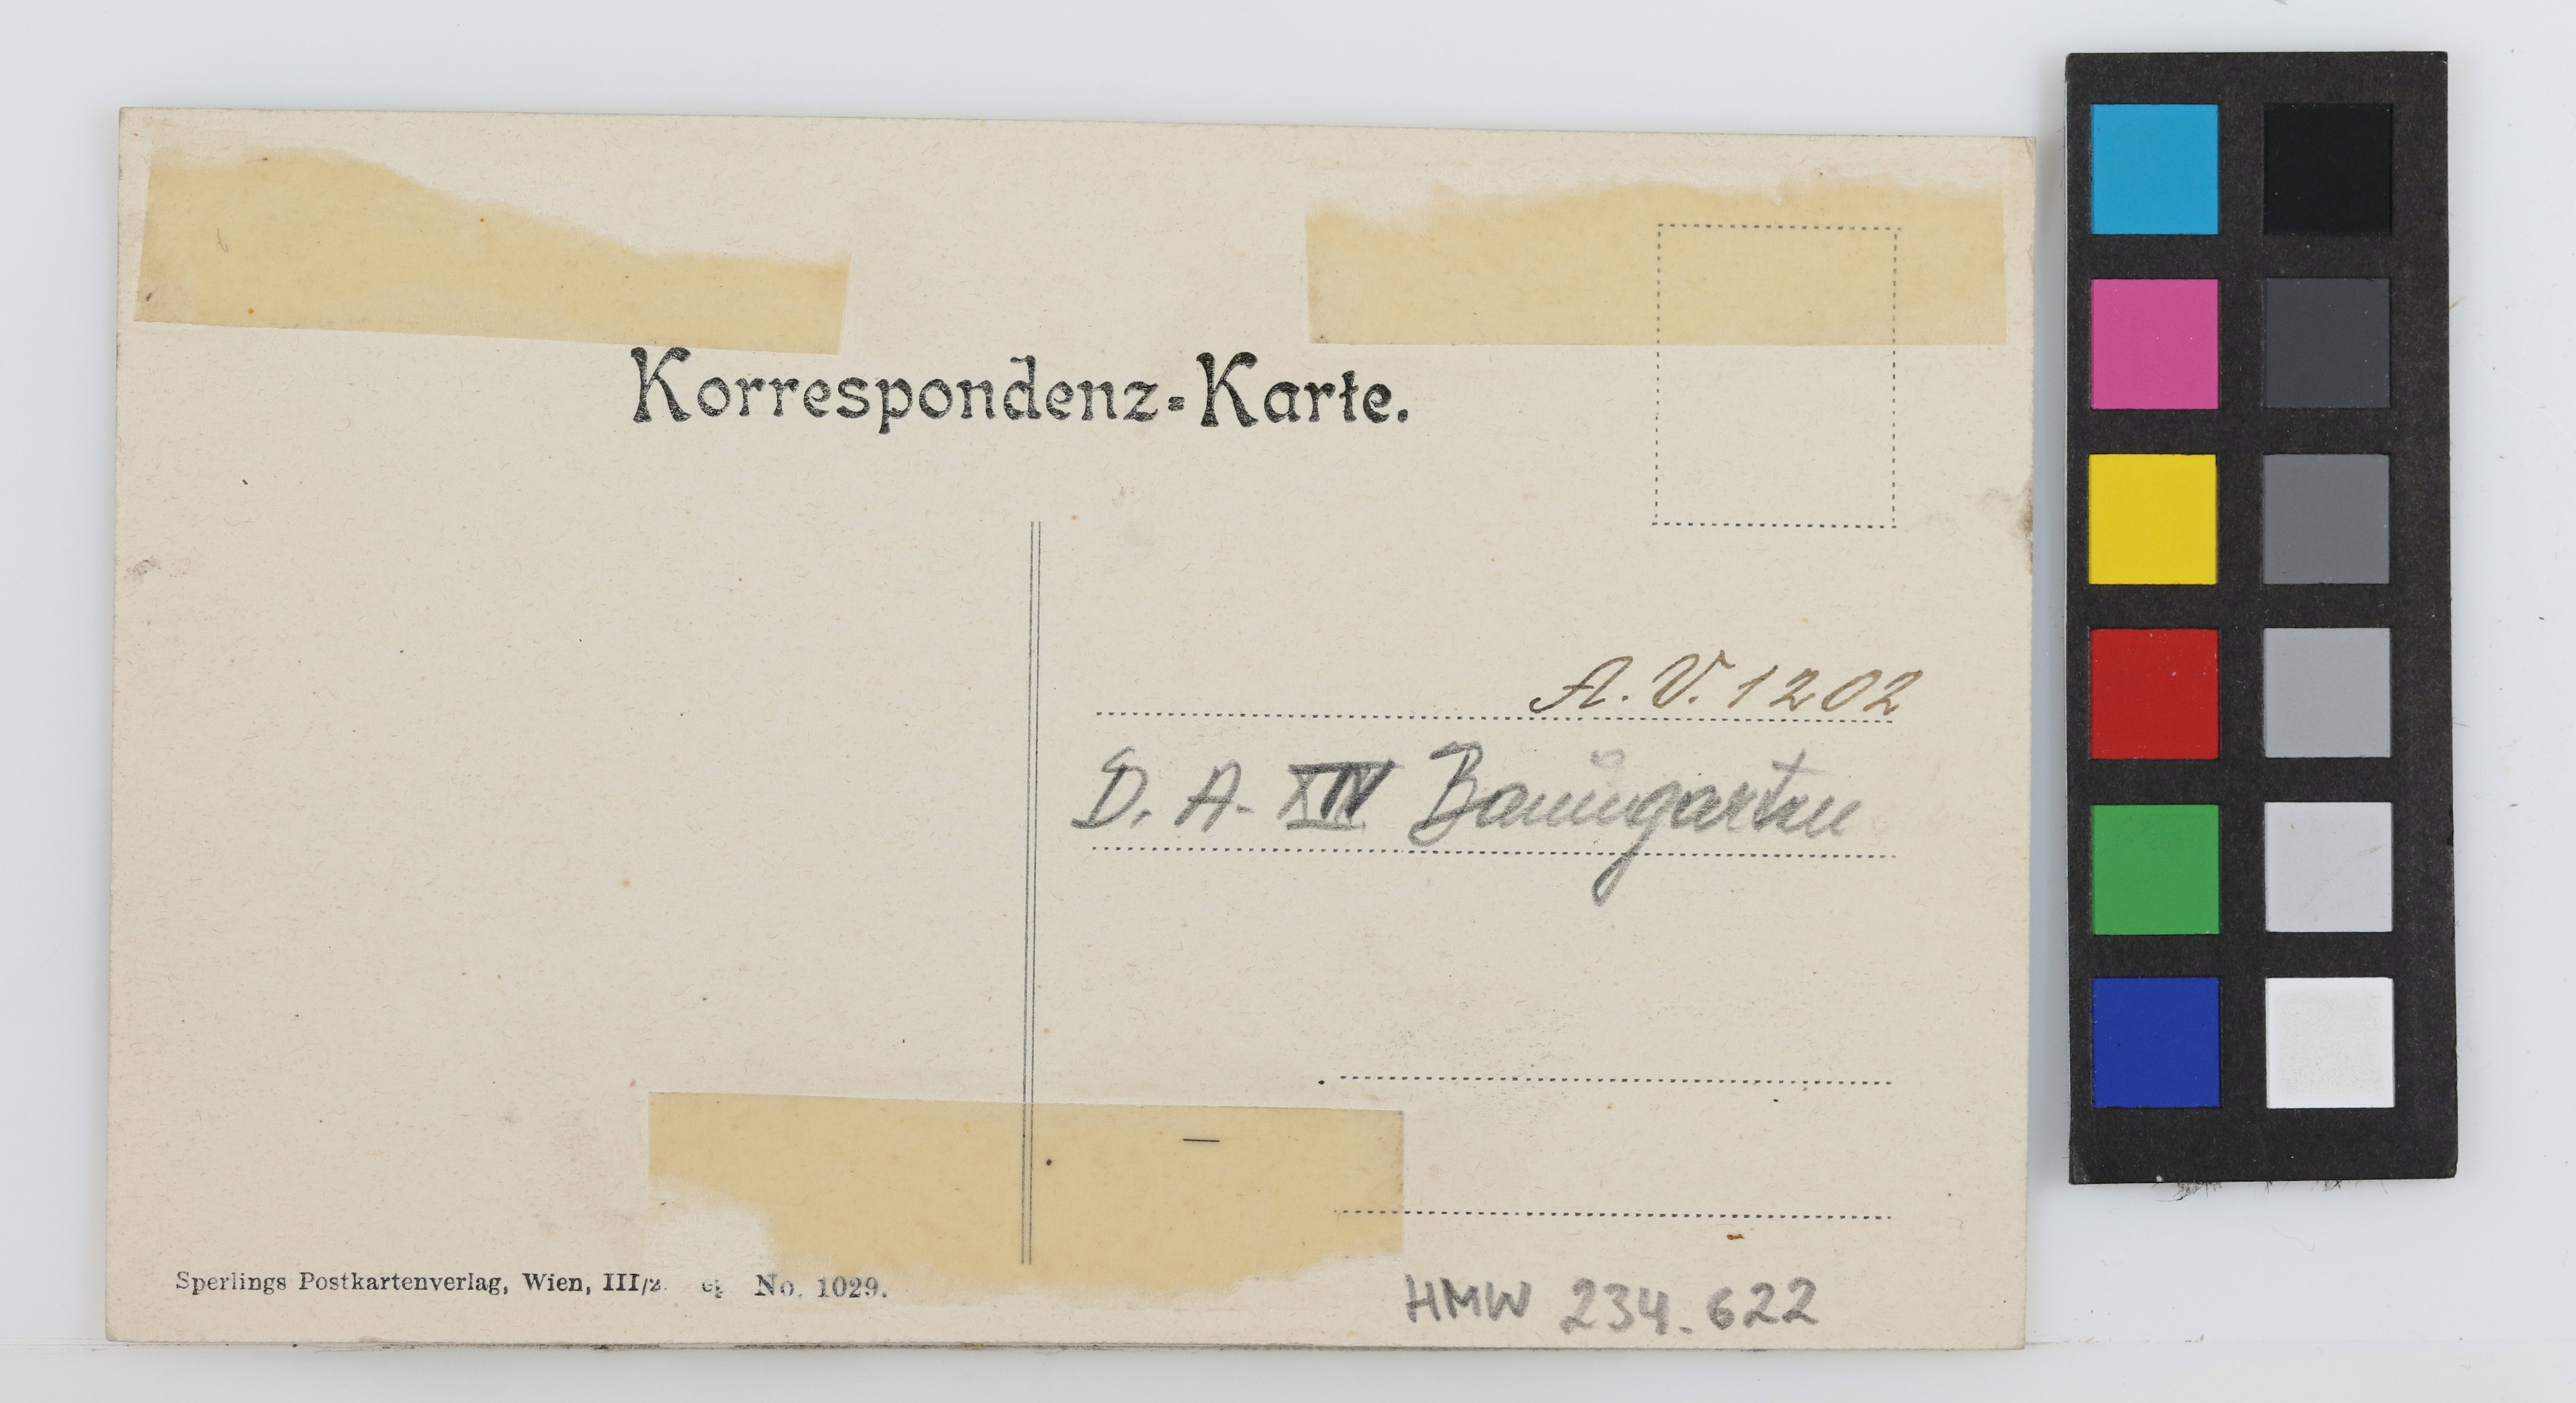 Korrespondenz-Karte.
A.V. 1202
D. A. XIV Baumgarten
Sperlings Postkartenverlag, Wien, III/2. No. 1029.
HMW 234.622